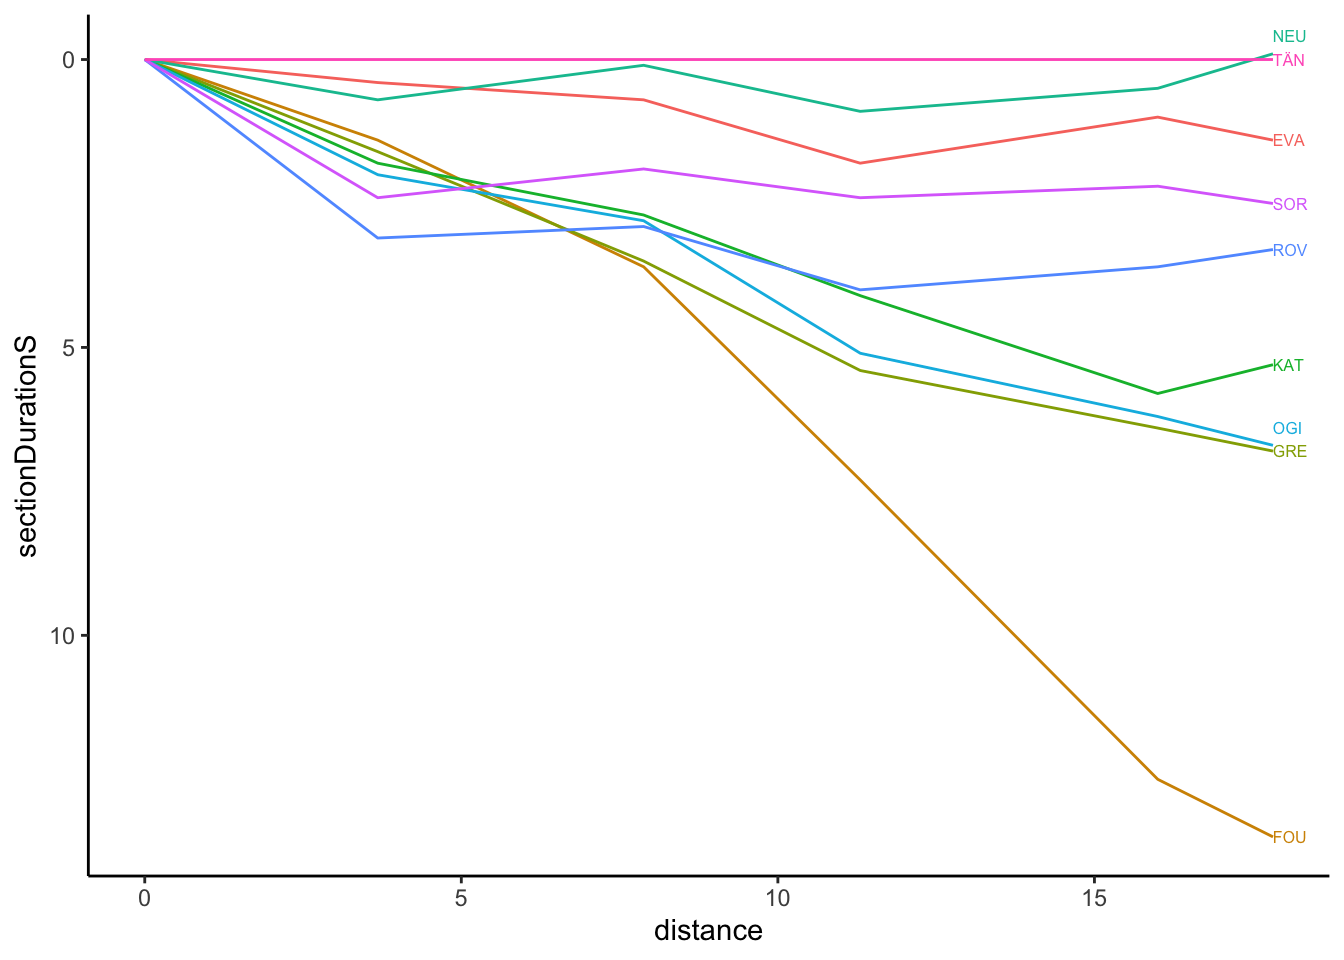 NEU
0
TÄN
EVA
SOR
ROV
5
KAT
OGI
GRE
sectionDurationS
10
FOU
0 5 10 15
distance